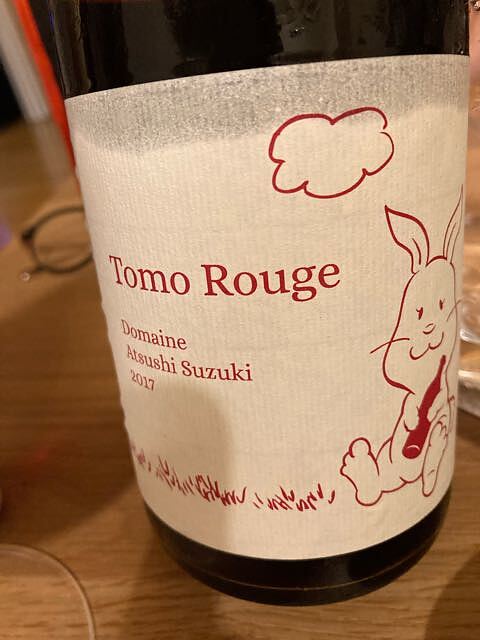 Tomo Rouge
Domaine
Atsushi Suzuki
2017